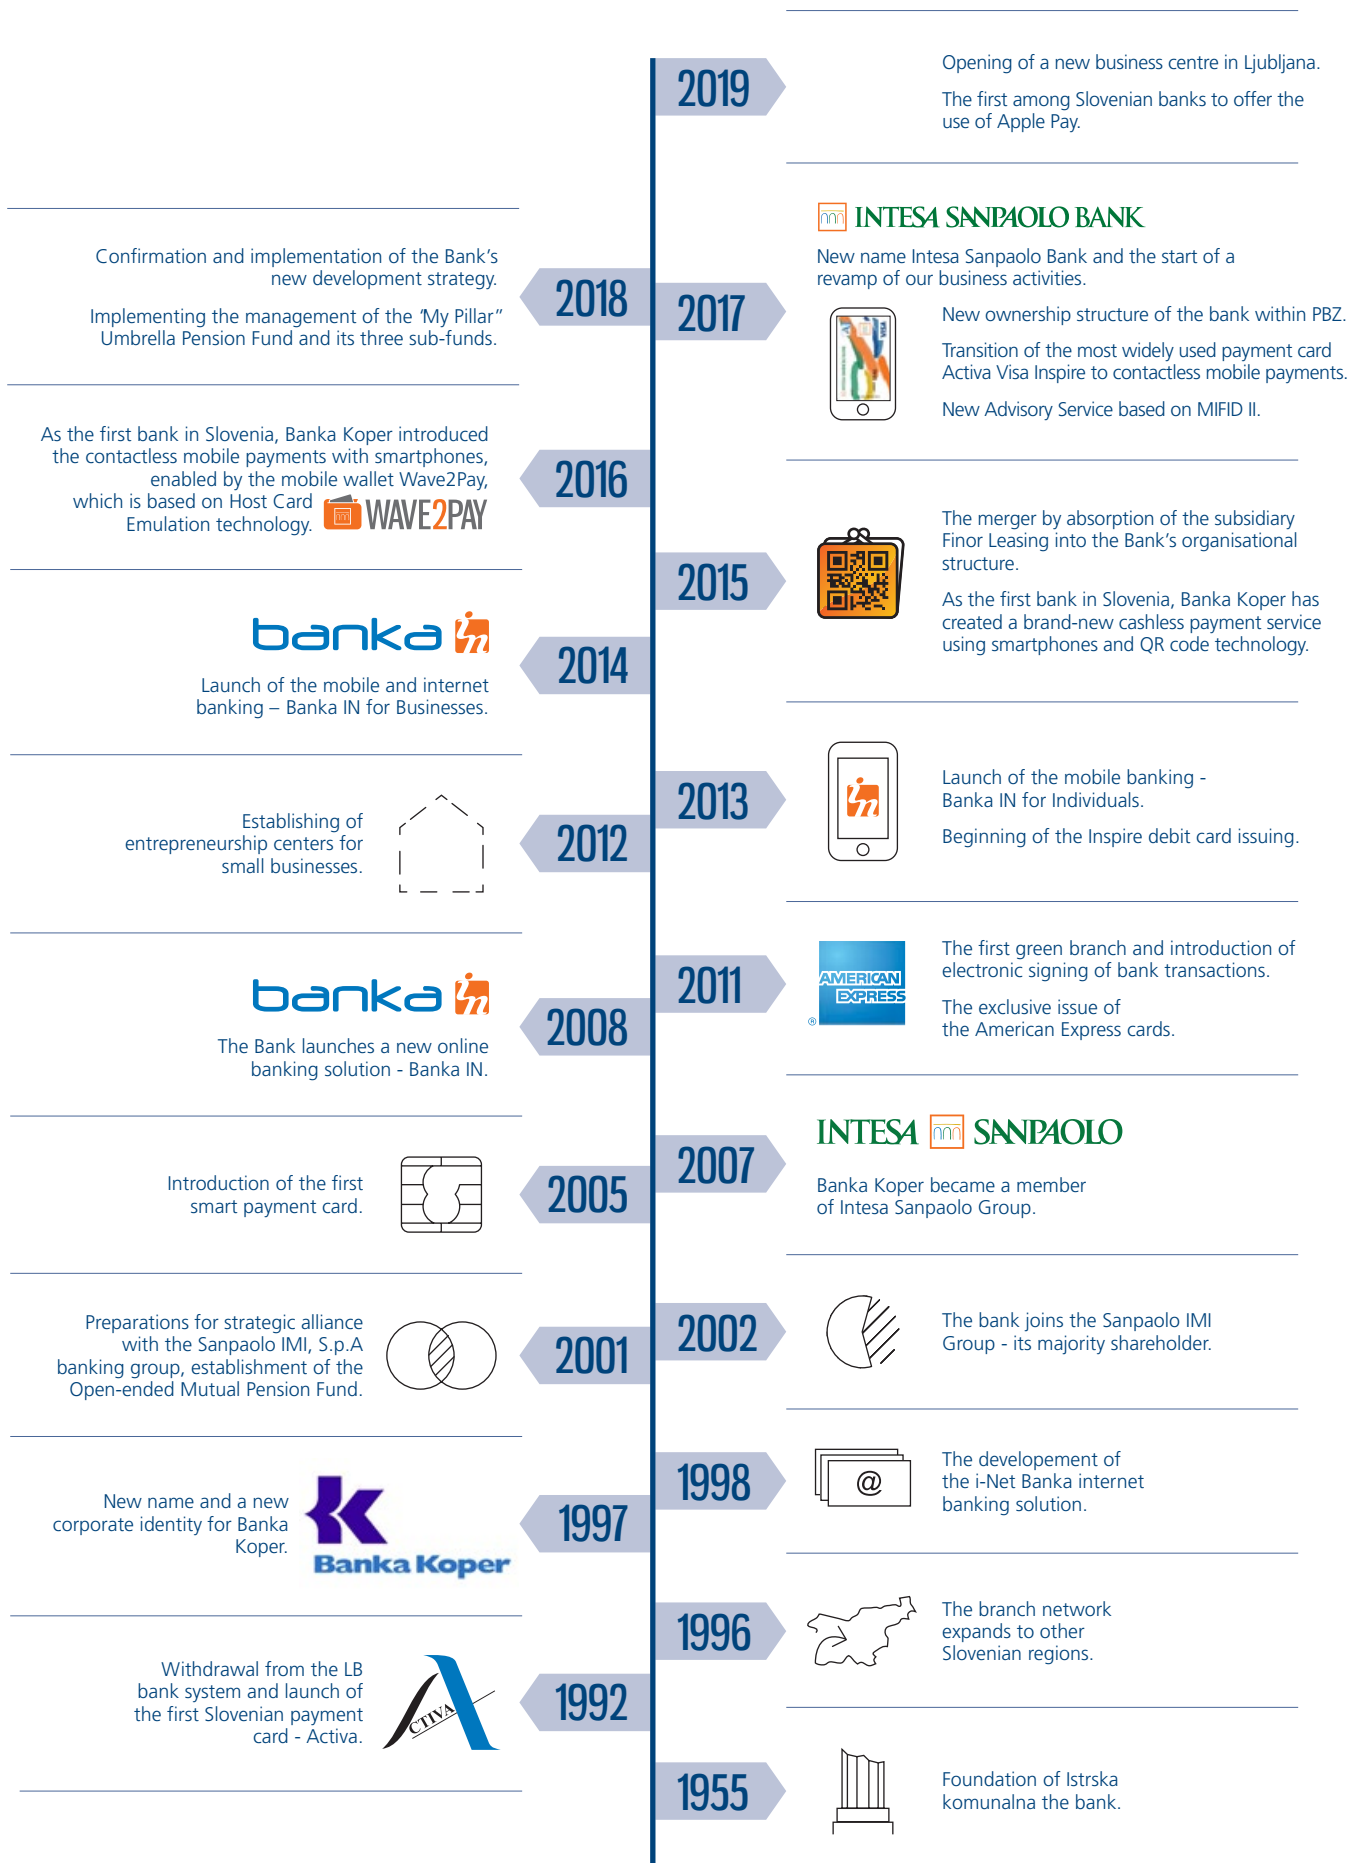 2019
Opening of a new business centre in Ljubljana.
The first among Slovenian banks to offer the
use of Apple Pay.
Confirmation and implementation of the Bank's
new development strategy.
Implementing the management of the 'My Pillar"
Umbrella Pension Fund and its three sub-funds.
2018
2017
INTESA SANPAOLO BANK
New name Intesa Sanpaolo Bank and the start of a
revamp of our business activities.
New ownership structure of the bank within PBZ.
Transition of the most widely used payment card
Activa Visa Inspire to contactless mobile payments.
New Advisory Service based on MIFID II.
As the first bank in Slovenia, Banka Koper introduced
the contactless mobile payments with smartphones,
enabled by the mobile wallet Wave2Pay,
which is based on Host Card
Emulation technology.
WAVE2PAY
2016
2015
The merger by absorption of the subsidiary
Finor Leasing into the Bank's organisational
structure.
As the first bank in Slovenia, Banka Koper has
created a brand-new cashless payment service
using smartphones and QR code technology.
banka in
Launch of the mobile and internet
banking – Banka IN for Businesses.
2014
2013
in
Launch of the mobile banking -
Banka IN for Individuals.
Beginning of the Inspire debit card issuing.
Establishing of
entrepreneurship centers for
small businesses.
2012
2011
AMERICAN
EXPRESS
®
The first green branch and introduction of
electronic signing of bank transactions.
The exclusive issue of
the American Express cards.
banka in
The Bank launches a new online
banking solution - Banka IN.
2008
2007
INTESA SANPAOLO
Banka Koper became a member
of Intesa Sanpaolo Group.
Introduction of the first
smart payment card.
2005
2002
The bank joins the Sanpaolo IMI
Group - its majority shareholder.
Preparations for strategic alliance
with the Sanpaolo IMI, S.p.A
banking group, establishment of the
Open-ended Mutual Pension Fund.
2001
1998
@
The developement of
the i-Net Banka internet
banking solution.
New name and a new
corporate identity for Banka
Koper.
k
Banka Koper
1997
1996
The branch network
expands to other
Slovenian regions.
Withdrawal from the LB
bank system and launch of
the first Slovenian payment
card - Activa.
ACTIVA
1992
1955
Foundation of Istrska
komunalna the bank.